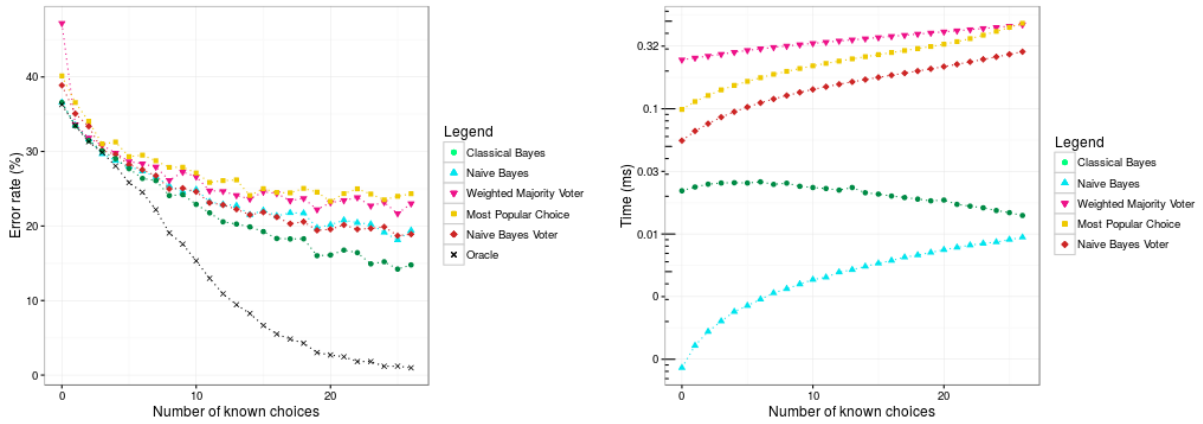 Error rate (%)
40
30
20
10
0
0
10
20
Number of known choices
Legend
Classical Bayes
Naive Bayes
Weighted Majority Voter
Most Popular Choice
Naive Bayes Voter
Oracle
Time (ms)
0.32
0.1
0.03
0.01
0
0
0
10
20
Number of known choices
Legend
Classical Bayes
Naive Bayes
Weighted Majority Voter
Most Popular Choice
Naive Bayes Voter